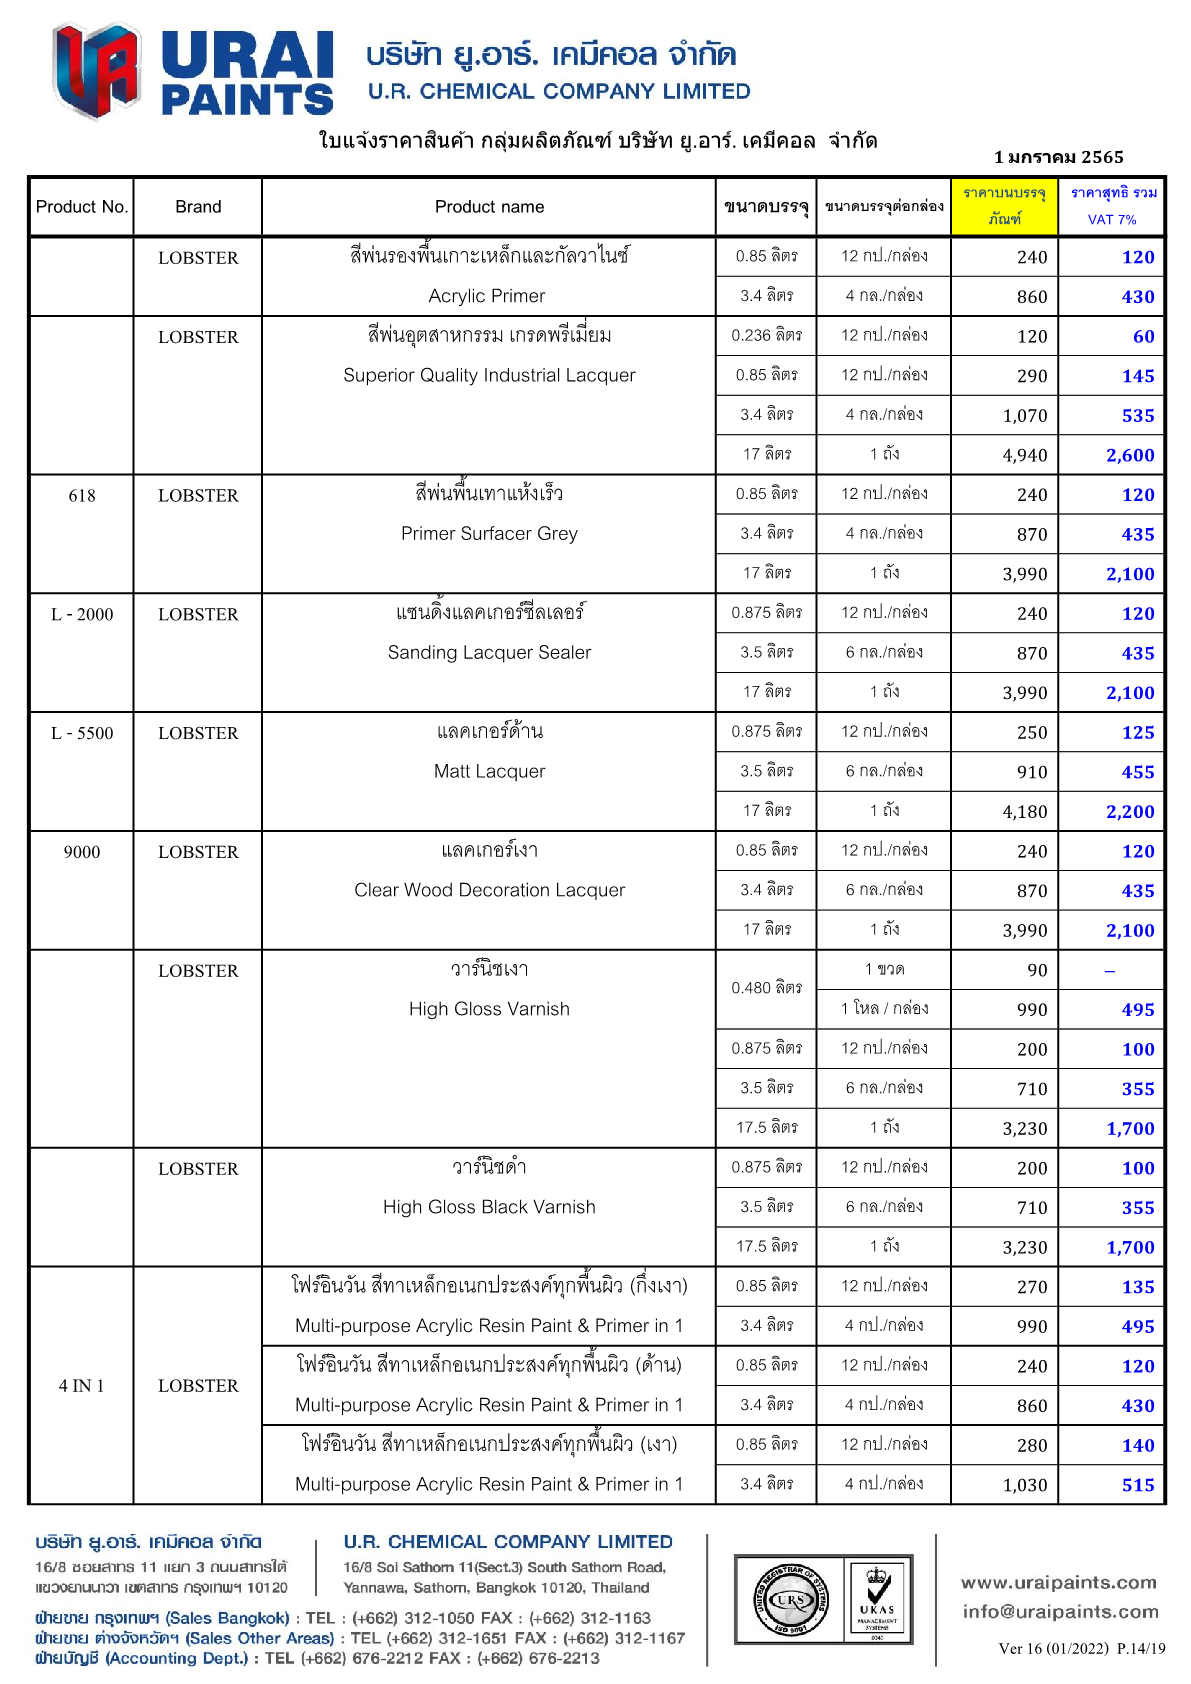 URAI
PAINTS
บริษัท ยู.อาร์. เคมีคอล จำกัด
U.R. CHEMICAL COMPANY LIMITED
ใบแจ้งราคาสินค้า กลุ่มผลิตภัณฑ์ บริษัท ยู.อาร์. เคมีคอล จำกัด
1 มกราคม 2565
Product No. Brand Product name ขนาดบรรจุ ขนาดบรรจุต่อกล่อง ราคาบนบรรจุภัณฑ์ ราคาสุทธิ รวม VAT 7%
LOBSTER สีพ่นรองพื้นเกาะเหล็กและกัลวาไนซ์ 0.85 ลิตร 12 กป./กล่อง 240 120
Acrylic Primer 3.4 ลิตร 4 กล./กล่อง 860 430
LOBSTER สีพ่นอุตสาหกรรม เกรดพรีเมี่ยม 0.236 ลิตร 12 กป./กล่อง 120 60
Superior Quality Industrial Lacquer 0.85 ลิตร 12 กป./กล่อง 290 145
3.4 ลิตร 4 กล./กล่อง 1,070 535
17 ลิตร 1 ถัง 4,940 2,600
618 LOBSTER สีพ่นพื้นเทาแห้งเร็ว 0.85 ลิตร 12 กป./กล่อง 240 120
Primer Surfacer Grey 3.4 ลิตร 4 กล./กล่อง 870 435
17 ลิตร 1 ถัง 3,990 2,100
L - 2000 LOBSTER แซนดิ้งแลคเกอร์ซีลเลอร์ 0.875 ลิตร 12 กป./กล่อง 240 120
Sanding Lacquer Sealer 3.5 ลิตร 6 กล./กล่อง 870 435
17 ลิตร 1 ถัง 3,990 2,100
L - 5500 LOBSTER แลคเกอร์ด้าน 0.875 ลิตร 12 กป./กล่อง 250 125
Matt Lacquer 3.5 ลิตร 6 กล./กล่อง 910 455
17 ลิตร 1 ถัง 4,180 2,200
9000 LOBSTER แลคเกอร์เงา 0.85 ลิตร 12 กป./กล่อง 240 120
Clear Wood Decoration Lacquer 3.4 ลิตร 6 กล./กล่อง 870 435
17 ลิตร 1 ถัง 3,990 2,100
LOBSTER วาร์นิชเงา 0.480 ลิตร 1 ขวด 90 –
High Gloss Varnish 1 โหล / กล่อง 990 495
0.875 ลิตร 12 กป./กล่อง 200 100
3.5 ลิตร 6 กล./กล่อง 710 355
17.5 ลิตร 1 ถัง 3,230 1,700
LOBSTER วาร์นิชดำ 0.875 ลิตร 12 กป./กล่อง 200 100
High Gloss Black Varnish 3.5 ลิตร 6 กล./กล่อง 710 355
17.5 ลิตร 1 ถัง 3,230 1,700
4 IN 1 LOBSTER โฟร์อินวัน สีทาเหล็กอเนกประสงค์ทุกพื้นผิว (กึ่งเงา) 0.85 ลิตร 12 กป./กล่อง 270 135
Multi-purpose Acrylic Resin Paint & Primer in 1 3.4 ลิตร 4 กป./กล่อง 990 495
โฟร์อินวัน สีทาเหล็กอเนกประสงค์ทุกพื้นผิว (ด้าน) 0.85 ลิตร 12 กป./กล่อง 240 120
Multi-purpose Acrylic Resin Paint & Primer in 1 3.4 ลิตร 4 กป./กล่อง 860 430
โฟร์อินวัน สีทาเหล็กอเนกประสงค์ทุกพื้นผิว (เงา) 0.85 ลิตร 12 กป./กล่อง 280 140
Multi-purpose Acrylic Resin Paint & Primer in 1 3.4 ลิตร 4 กป./กล่อง 1,030 515
บริษัท ยู.อาร์. เคมีคอล จำกัด
16/8 ซอยสาทร 11 แยก 3 ถนนสาทรใต้
แขวงยานนาวา เขตสาทร กรุงเทพฯ 10120
U.R. CHEMICAL COMPANY LIMITED
16/8 Soi Sathorn 11(Sect.3) South Sathorn Road,
Yannawa, Sathorn, Bangkok 10120, Thailand
ฝ่ายขาย กรุงเทพฯ (Sales Bangkok) : TEL : (+662) 312-1050 FAX : (+662) 312-1163
ฝ่ายขาย ต่างจังหวัดฯ (Sales Other Areas) : TEL (+662) 312-1651 FAX : (+662) 312-1167
ฝ่ายบัญชี (Accounting Dept.) : TEL (+662) 676-2212 FAX : (+662) 676-2213
UNITED REGISTRAR OF SYSTEMS
URS
ISO 9001
UKAS
MANAGEMENT
SYSTEMS
www.uraipaints.com
info@uraipaints.com
Ver 16 (01/2022) P.14/19